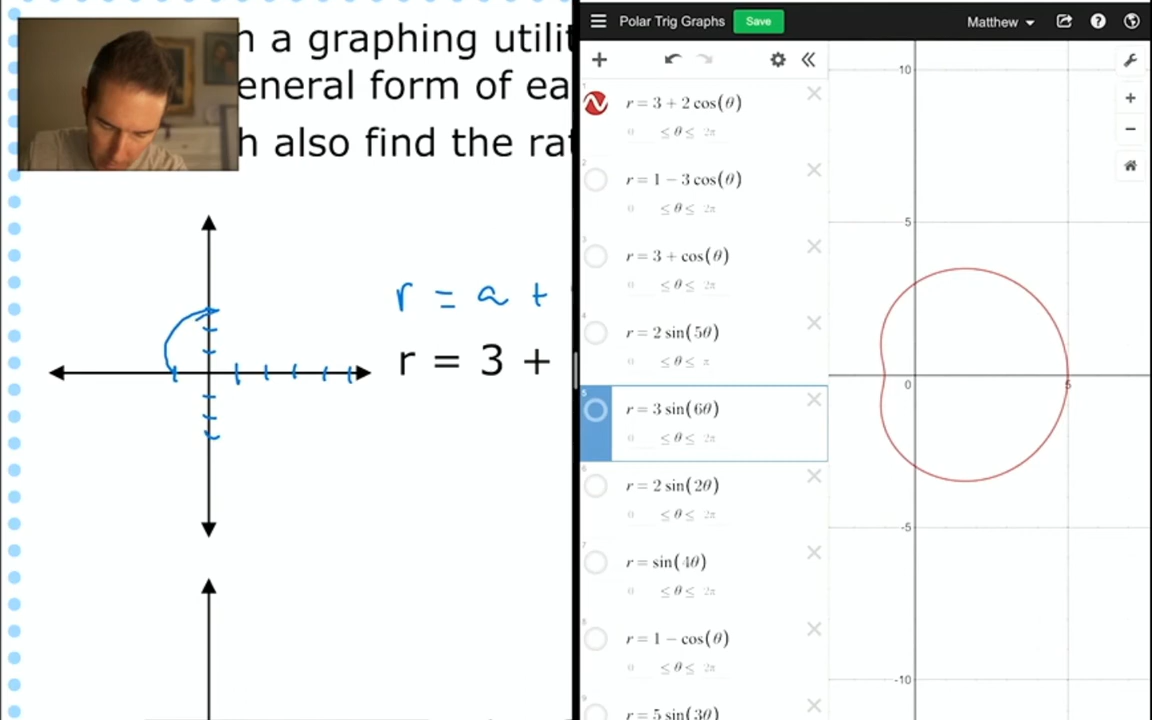 n a graphing utili
eneral form of ea
h also find the ra
r = a +
r = 3 +
Polar Trig Graphs
Save
Matthew
r = 3 + 2 cos(θ)
0 ≤ θ ≤ 2π
r = 1 − 3 cos(θ)
0 ≤ θ ≤ 2π
r = 3 + cos(θ)
0 ≤ θ ≤ 2π
r = 2 sin(5θ)
0 ≤ θ ≤ π
r = 3 sin(6θ)
0 ≤ θ ≤ 2π
r = 2 sin(2θ)
0 ≤ θ ≤ 2π
r = sin(4θ)
0 ≤ θ ≤ 2π
r = 1 − cos(θ)
0 ≤ θ ≤ 2π
r = 5 sin(3θ)
10
5
0
5
-5
-10